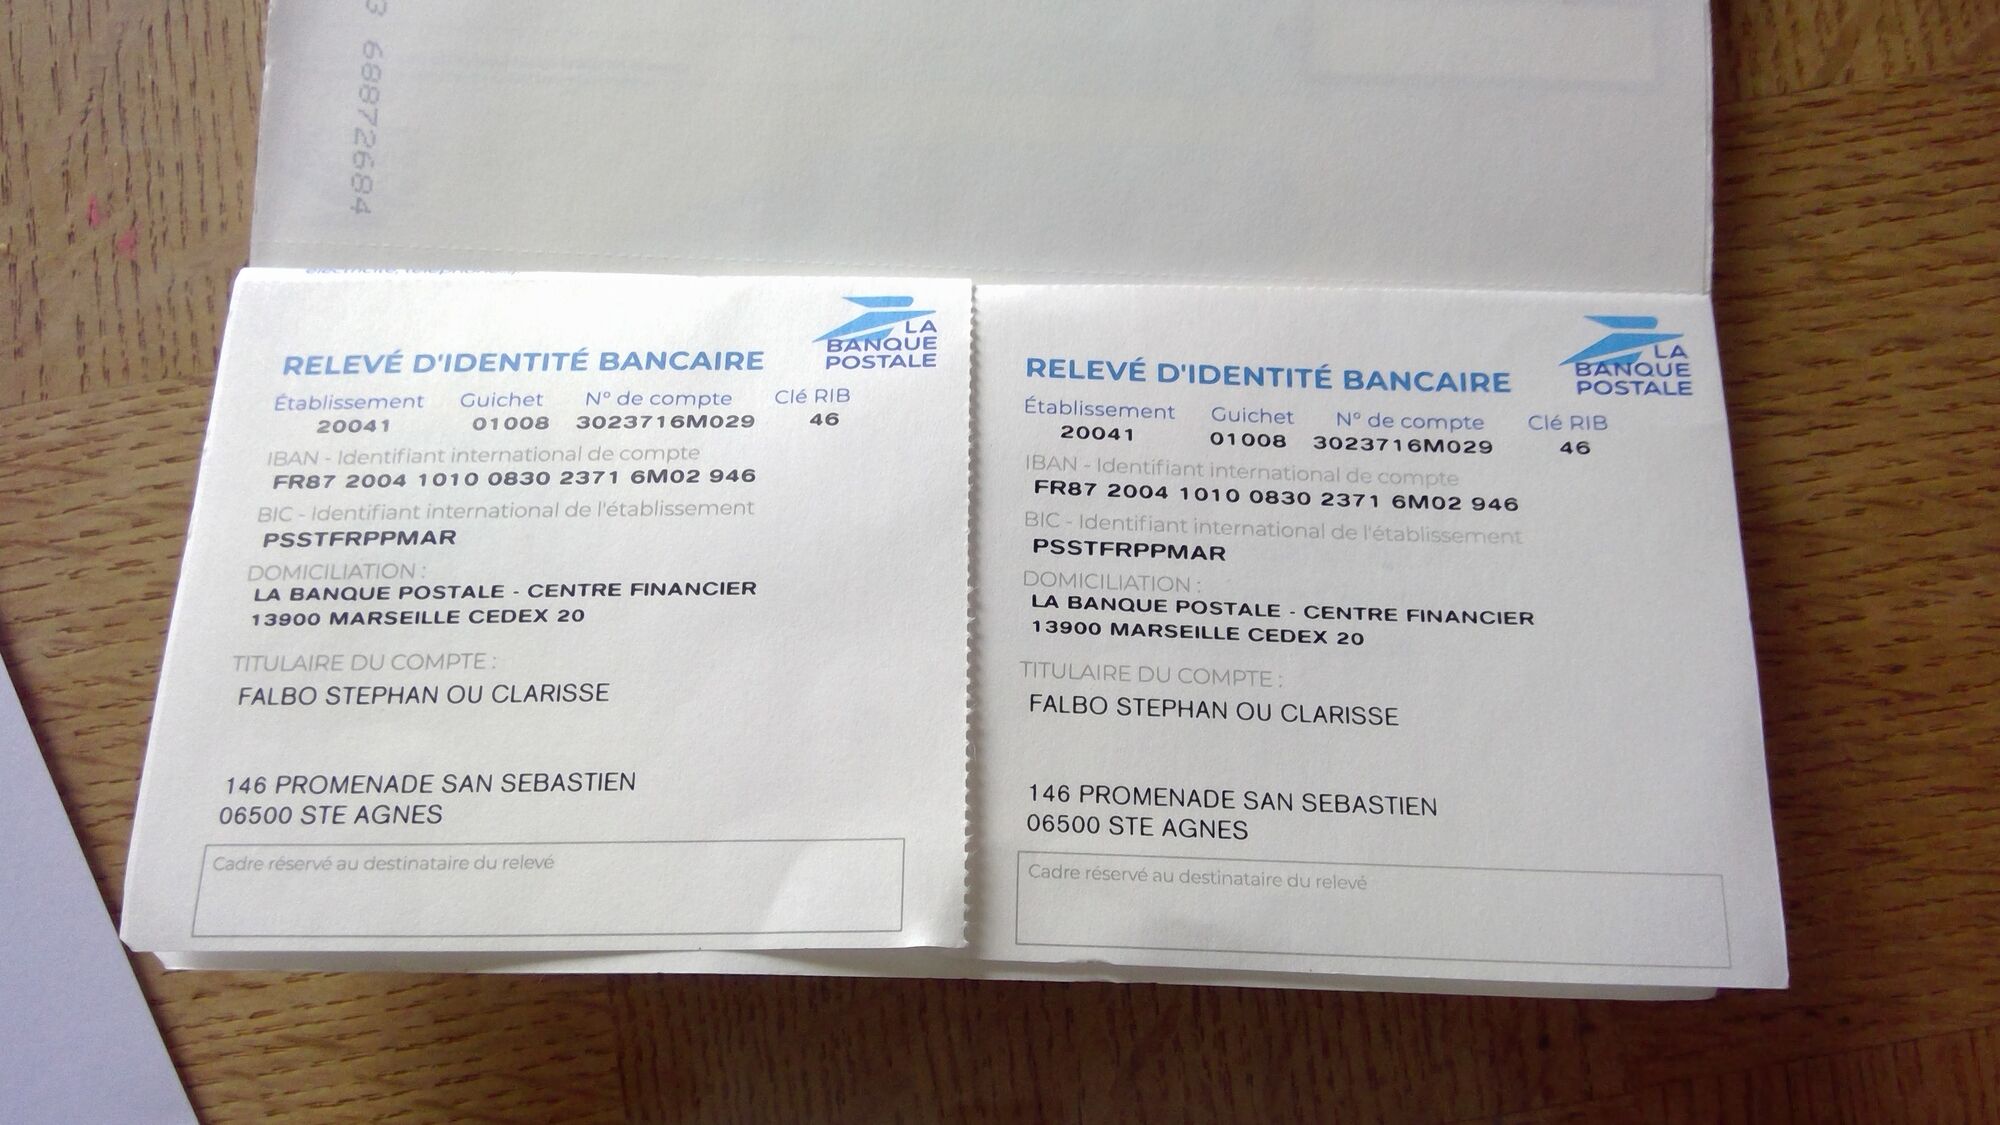 3 68872684
RELEVÉ D'IDENTITÉ BANCAIRE
LA
BANQUE
POSTALE
Établissement Guichet N° de compte Clé RIB
20041 01008 3023716M029 46
IBAN - Identifiant international de compte
FR87 2004 1010 0830 2371 6M02 946
BIC - Identifiant international de l'établissement
PSSTFRPPMAR
DOMICILIATION :
LA BANQUE POSTALE - CENTRE FINANCIER
13900 MARSEILLE CEDEX 20
TITULAIRE DU COMPTE :
FALBO STEPHAN OU CLARISSE
146 PROMENADE SAN SEBASTIEN
06500 STE AGNES
Cadre réservé au destinataire du relevé
RELEVÉ D'IDENTITÉ BANCAIRE
LA
BANQUE
POSTALE
Établissement Guichet N° de compte Clé RIB
20041 01008 3023716M029 46
IBAN - Identifiant international de compte
FR87 2004 1010 0830 2371 6M02 946
BIC - Identifiant international de l'établissement
PSSTFRPPMAR
DOMICILIATION :
LA BANQUE POSTALE - CENTRE FINANCIER
13900 MARSEILLE CEDEX 20
TITULAIRE DU COMPTE :
FALBO STEPHAN OU CLARISSE
146 PROMENADE SAN SEBASTIEN
06500 STE AGNES
Cadre réservé au destinataire du relevé